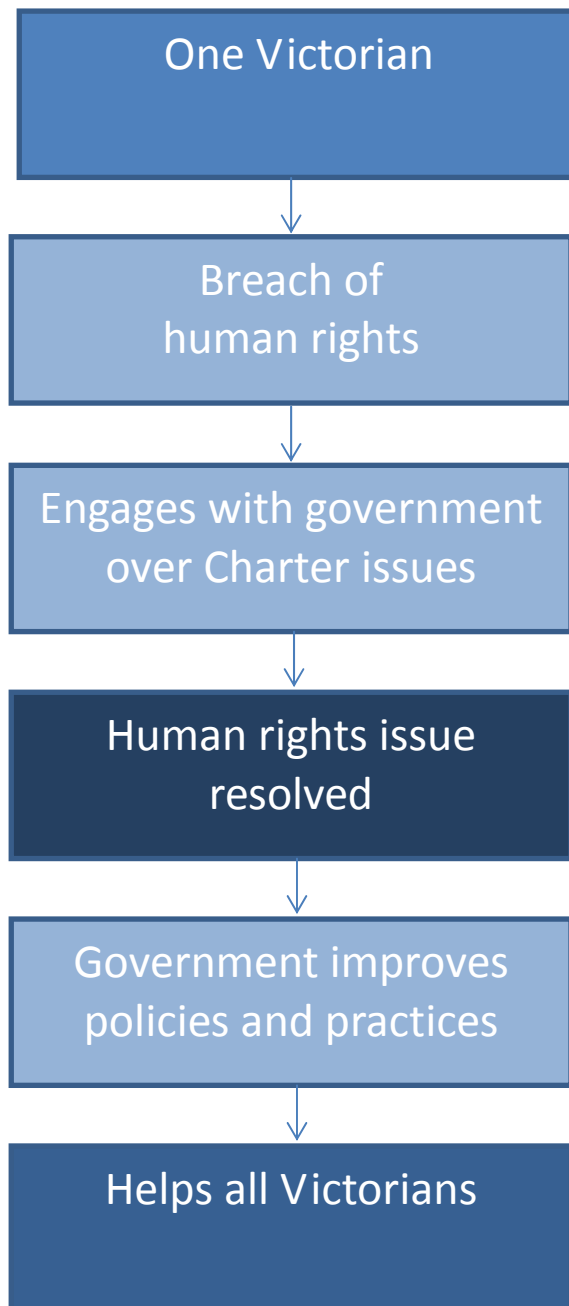 One Victorian
Breach of
human rights
Engages with government
over Charter issues
Human rights issue
resolved
Government improves
policies and practices
Helps all Victorians